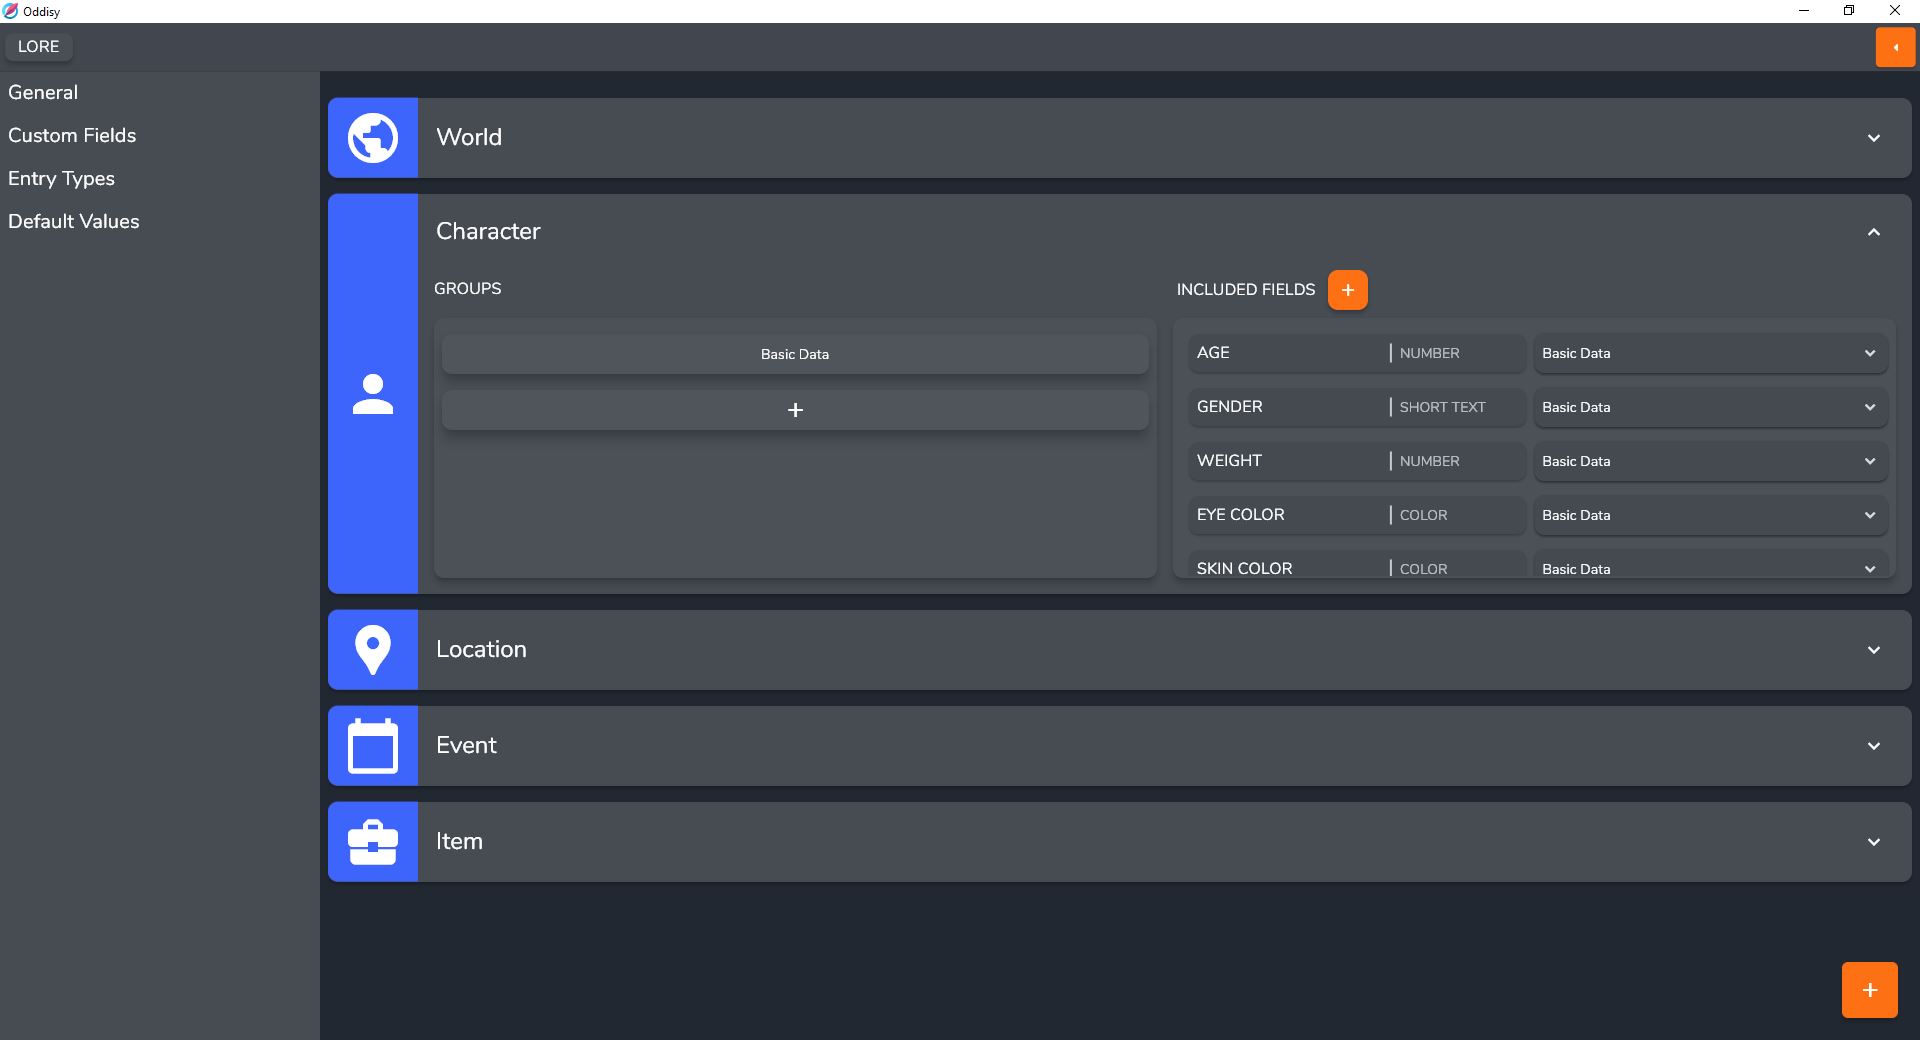 Oddisy
LORE
General
Custom Fields
Entry Types
Default Values
World
Character
GROUPS
Basic Data
+
INCLUDED FIELDS +
AGE | NUMBER Basic Data
GENDER | SHORT TEXT Basic Data
WEIGHT | NUMBER Basic Data
EYE COLOR | COLOR Basic Data
SKIN COLOR | COLOR Basic Data
Location
Event
Item
+